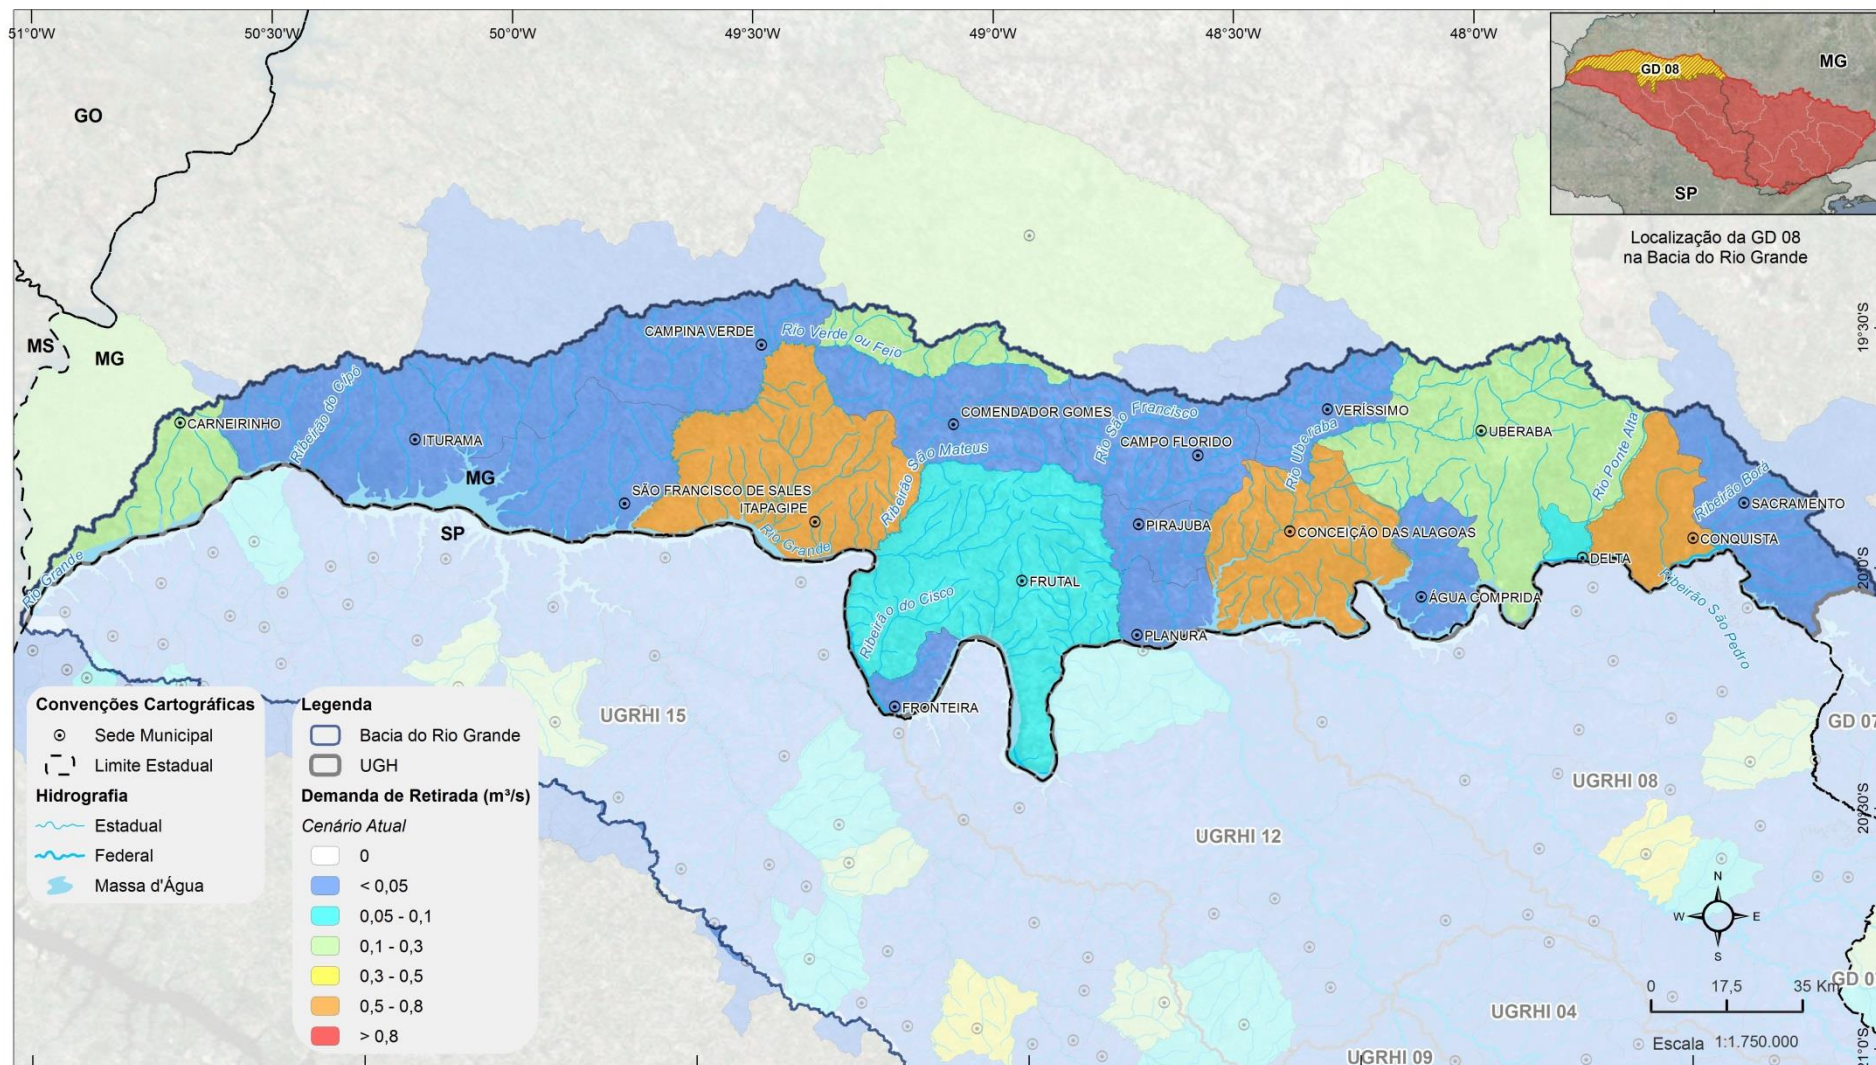 51°0'W
50°30'W
50°0'W
49°30'W
49°0'W
48°30'W
48°0'W
GO
MS
MG
MG
SP
GD 08
MG
SP
Localização da GD 08
na Bacia do Rio Grande
19°30'S
20°0'S
20°30'S
21°0'S
CAMPINA VERDE
Rio Verde ou Feio
CARNEIRINHO
Ribeirão do Cipó
ITURAMA
COMENDADOR GOMES
Rio São Francisco
CAMPO FLORIDO
VERÍSSIMO
Rio Uberaba
UBERABA
Rio Ponte Alta
Ribeirão São Mateus
SÃO FRANCISCO DE SALES
ITAPAGIPE
Rio Grande
PIRAJUBA
CONCEIÇÃO DAS ALAGOAS
Ribeirão Borá
SACRAMENTO
CONQUISTA
DELTA
Rio Grande
FRUTAL
Ribeirão do Cisco
ÁGUA COMPRIDA
Ribeirão São Pedro
PLANURA
FRONTEIRA
UGRHI 15
GD 07
UGRHI 08
UGRHI 12
UGRHI 04
UGRHI 09
GD 0
Convenções Cartográficas
Sede Municipal
Limite Estadual
Hidrografia
Estadual
Federal
Massa d'Água
Legenda
Bacia do Rio Grande
UGH
Demanda de Retirada (m³/s)
Cenário Atual
0
< 0,05
0,05 - 0,1
0,1 - 0,3
0,3 - 0,5
0,5 - 0,8
> 0,8
N
W
E
S
0
17,5
35 Km
Escala 1:1.750.000